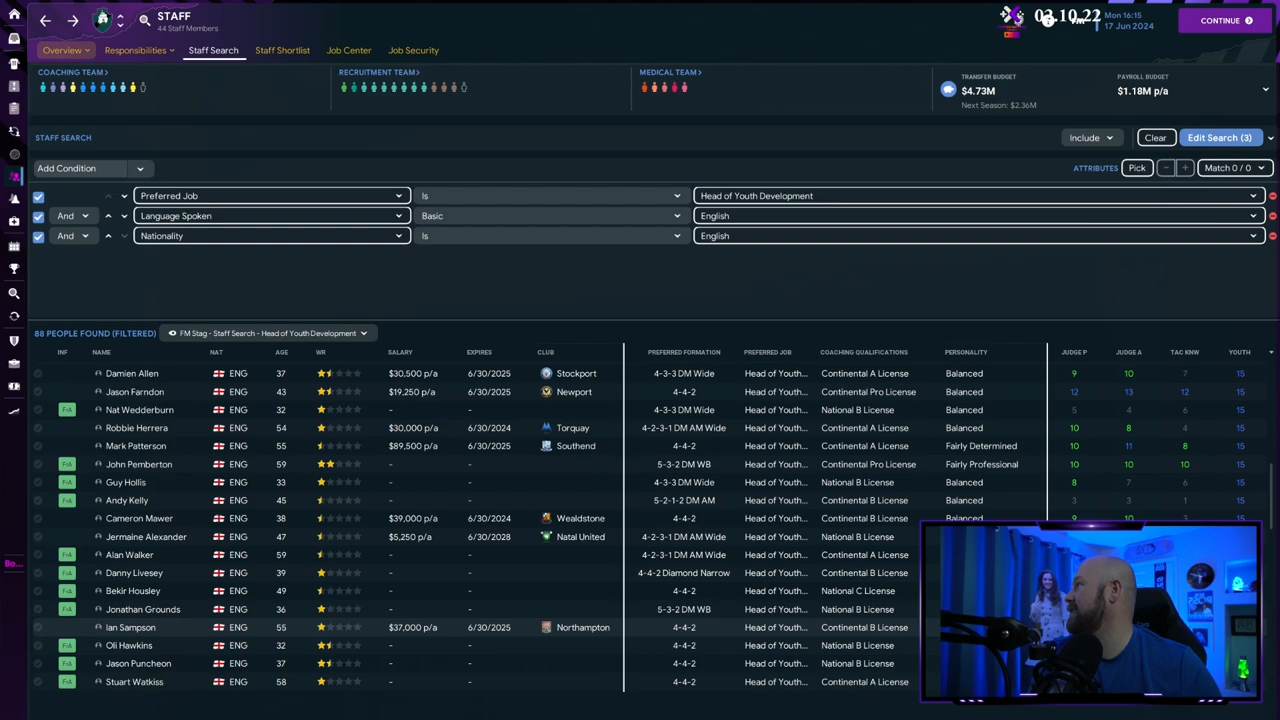 STAFF
44 Staff Members
03.10.22
Mon 16:15
17 Jun 2024
CONTINUE
Overview
Responsibilities
Staff Search
Staff Shortlist
Job Center
Job Security
COACHING TEAM
RECRUITMENT TEAM
MEDICAL TEAM
TRANSFER BUDGET
$4.73M
Next Season: $2.36M
PAYROLL BUDGET
$1.18M p/a
STAFF SEARCH
Include
Clear
Edit Search (3)
Add Condition
ATTRIBUTES
Pick
Match 0 / 0
Preferred Job Is Head of Youth Development
And Language Spoken Basic English
And Nationality Is English
88 PEOPLE FOUND (FILTERED)
FM Stag - Staff Search - Head of Youth Development
INF NAME NAT AGE WR SALARY EXPIRES CLUB PREFERRED FORMATION PREFERRED JOB COACHING QUALIFICATIONS PERSONALITY JUDGE P JUDGE A TAC KNW YOUTH
Damien Allen ENG 37 $30,500 p/a 6/30/2025 Stockport 4-3-3 DM Wide Head of Youth... Continental A License Balanced 9 10 7 15
Jason Farndon ENG 43 $19,250 p/a 6/30/2025 Newport 4-4-2 Head of Youth... Continental Pro License Balanced 12 13 12 15
FrA Nat Wedderburn ENG 32 - - 4-3-3 DM Wide Head of Youth... National B License Balanced 5 4 6 15
Robbie Herrera ENG 54 $30,000 p/a 6/30/2024 Torquay 4-2-3-1 DM AM Wide Head of Youth... Continental A License Balanced 10 8 4 15
Mark Patterson ENG 55 $89,500 p/a 6/30/2025 Southend 4-4-2 Head of Youth... Continental A License Fairly Determined 10 11 8 15
FrA John Pemberton ENG 59 - - 5-3-2 DM WB Head of Youth... Continental Pro License Fairly Professional 10 10 10 15
FrA Guy Hollis ENG 33 - - 4-3-3 DM Wide Head of Youth... National B License Balanced 8 7 6 15
FrA Andy Kelly ENG 45 - - 5-2-1-2 DM AM Head of Youth... Continental B License Balanced 3 3 1 15
Cameron Mawer ENG 38 $39,000 p/a 6/30/2024 Wealdstone 4-4-2 Head of Youth... Continental B License Balanced 9 10 3 15
Jermaine Alexander ENG 47 $5,250 p/a 6/30/2028 Natal United 4-2-3-1 AM Wide Head of Youth... Continental B License
FrA Alan Walker ENG 59 - - 4-2-3-1 DM AM Wide Head of Youth... Continental B License
FrA Danny Livesey ENG 39 - - 4-4-2 Diamond Narrow Head of Youth... Continental B License
FrA Bekir Housley ENG 49 - - 4-4-2 Head of Youth... National C License
FrA Jonathan Grounds ENG 36 - - 5-3-2 DM WB Head of Youth... National B License
Ian Sampson ENG 55 $37,000 p/a 6/30/2025 Northampton 4-4-2 Head of Youth... Continental B License
FrA Oli Hawkins ENG 32 - - 4-4-2 Head of Youth... National B License
FrA Jason Puncheon ENG 37 - - 4-4-2 Head of Youth... Continental A License
FrA Stuart Watkiss ENG 58 - - 4-4-2 Head of Youth... Continental A License
Bo...